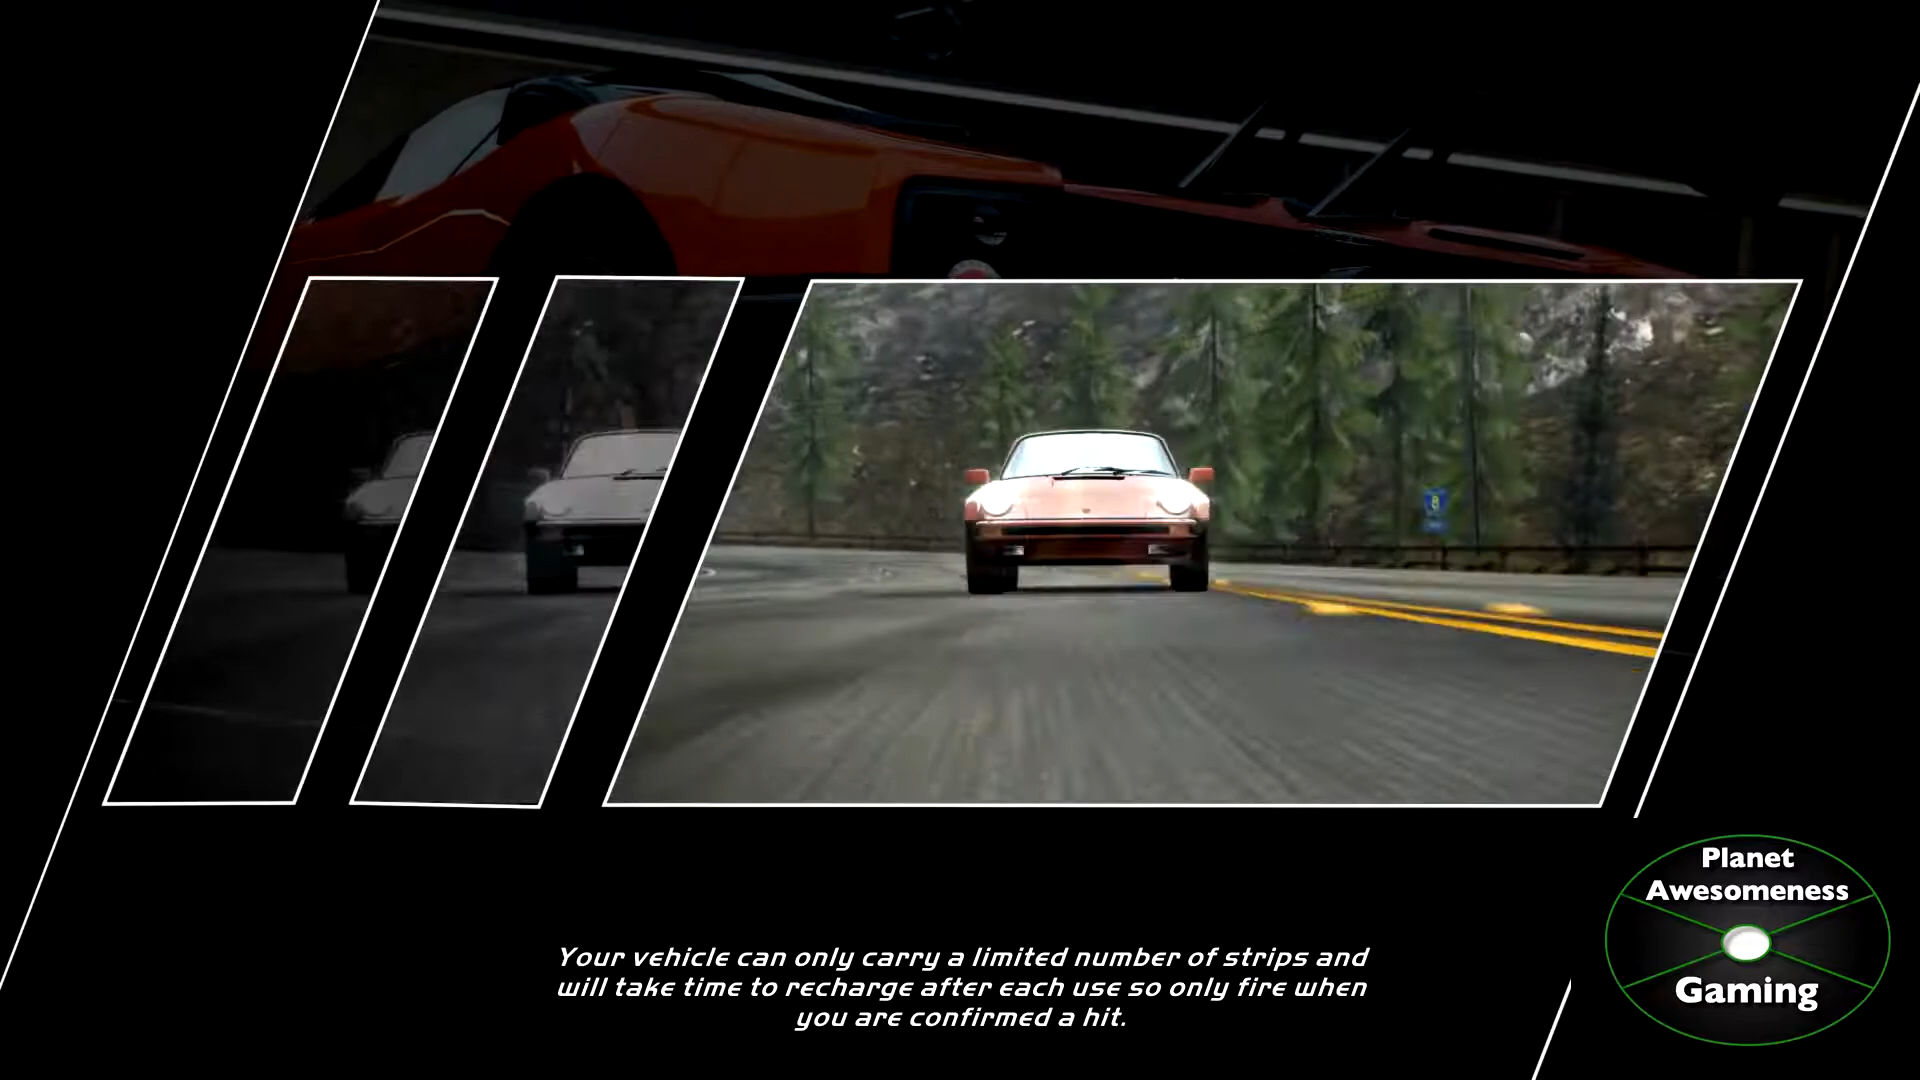 8
Your vehicle can only carry a limited number of strips and
will take time to recharge after each use so only fire when
you are confirmed a hit.
Planet
Awesomeness
Gaming